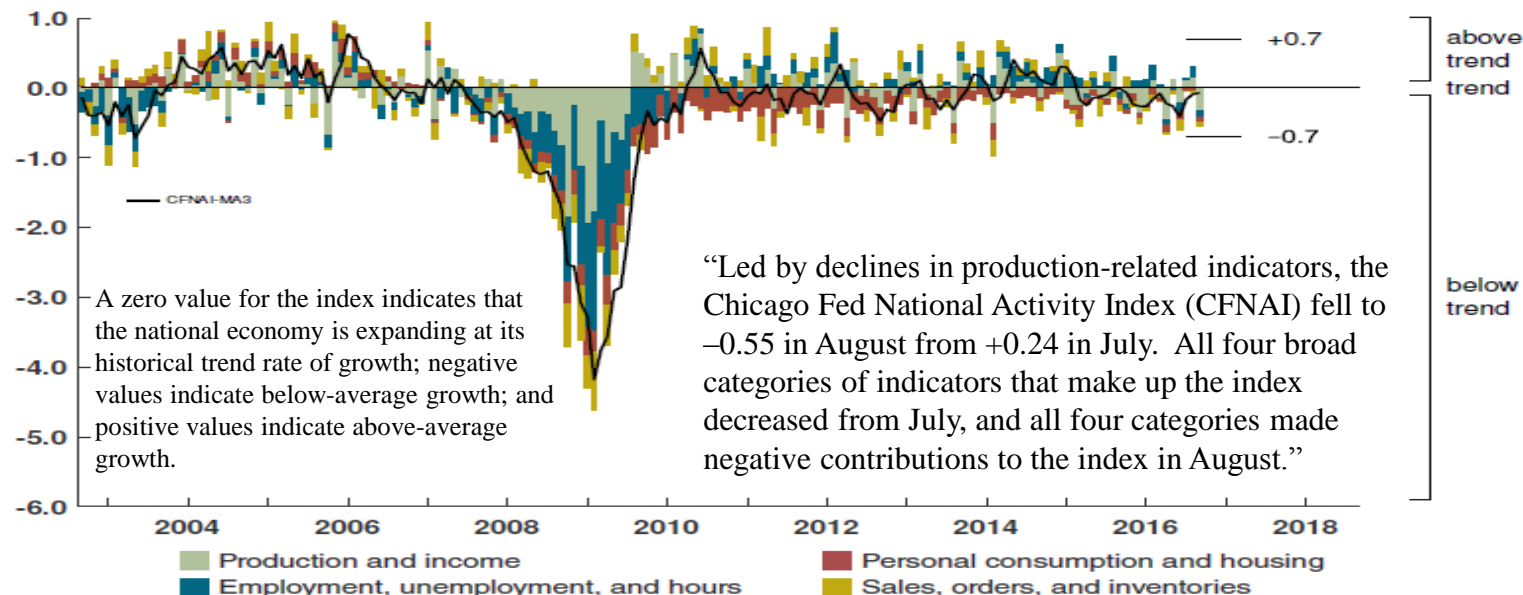 1.0
0.0
-1.0
-2.0
-3.0
-4.0
-5.0
-6.0
+0.7
−0.7
above
trend
trend
below
trend
CFNAI-MA3
A zero value for the index indicates that
the national economy is expanding at its
historical trend rate of growth; negative
values indicate below-average growth; and
positive values indicate above-average
growth.
“Led by declines in production-related indicators, the
Chicago Fed National Activity Index (CFNAI) fell to
–0.55 in August from +0.24 in July.  All four broad
categories of indicators that make up the index
decreased from July, and all four categories made
negative contributions to the index in August.”
2004 2006 2008 2010 2012 2014 2016 2018
Production and income
Personal consumption and housing
Employment, unemployment, and hours
Sales, orders, and inventories